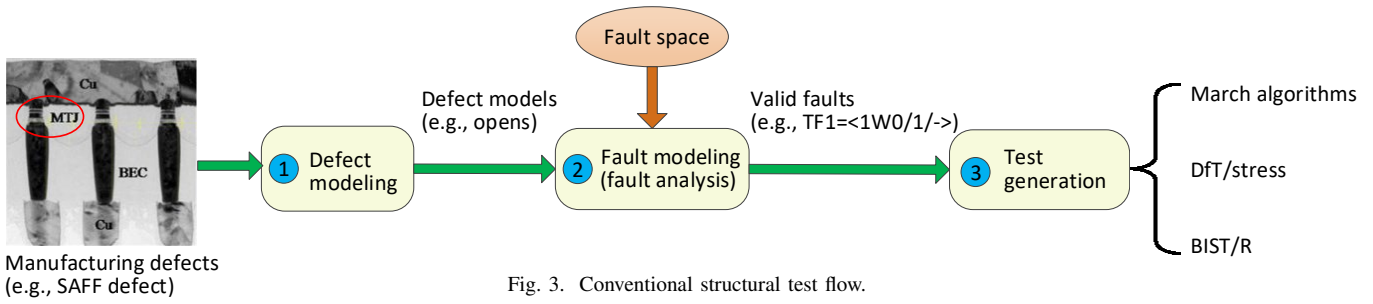 Fault space
Cu
MTJ
BEC
Cu
Manufacturing defects
(e.g., SAFF defect)
1 Defect
modeling
Defect models
(e.g., opens)
2 Fault modeling
(fault analysis)
Valid faults
(e.g., TF1=<1W0/1/->)
3 Test
generation
March algorithms
DfT/stress
BIST/R
Fig. 3. Conventional structural test flow.